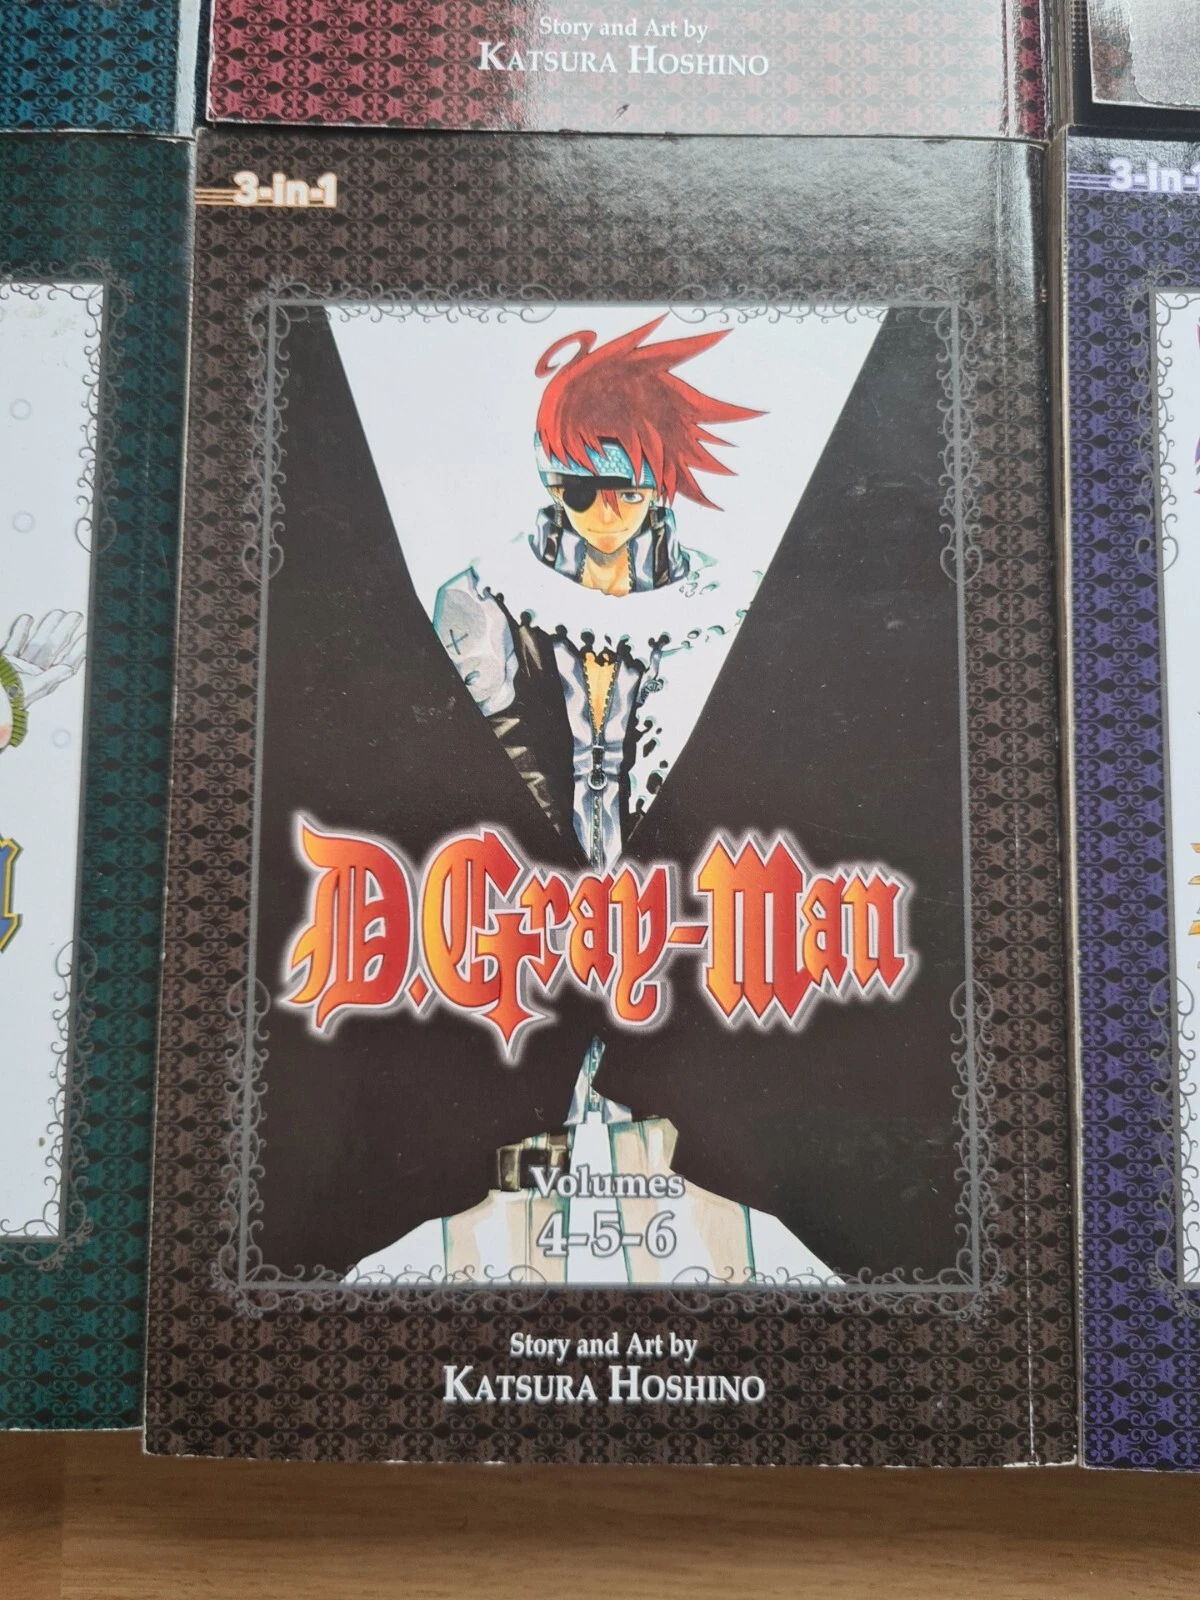 Story and Art by
KATSURA HOSHINO
3-in-1
3-in-1
D.Gray-Man
Volumes
4-5-6
Story and Art by
KATSURA HOSHINO